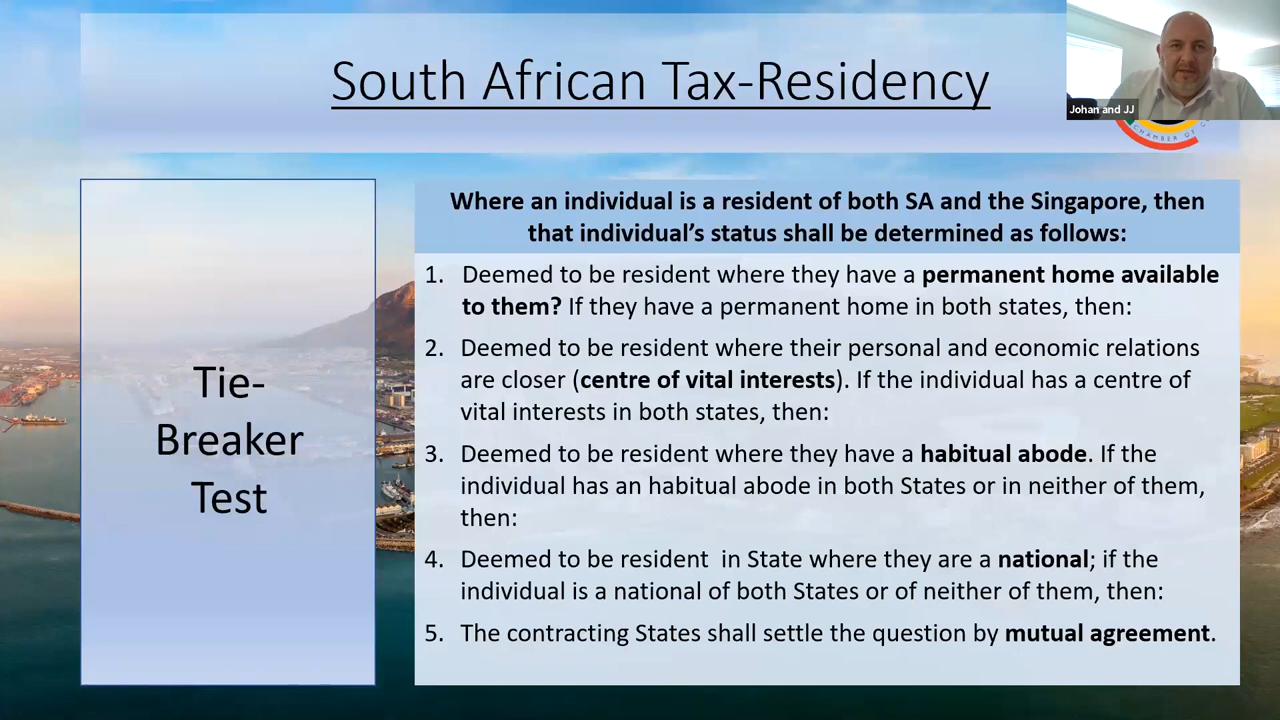 South African Tax-Residency
Johan and JJ
CHAMBER OF
Tie-
Breaker
Test
Where an individual is a resident of both SA and the Singapore, then
that individual’s status shall be determined as follows:
1. Deemed to be resident where they have a permanent home available
to them? If they have a permanent home in both states, then:
2. Deemed to be resident where their personal and economic relations
are closer (centre of vital interests). If the individual has a centre of
vital interests in both states, then:
3. Deemed to be resident where they have a habitual abode. If the
individual has an habitual abode in both States or in neither of them,
then:
4. Deemed to be resident  in State where they are a national; if the
individual is a national of both States or of neither of them, then:
5. The contracting States shall settle the question by mutual agreement.